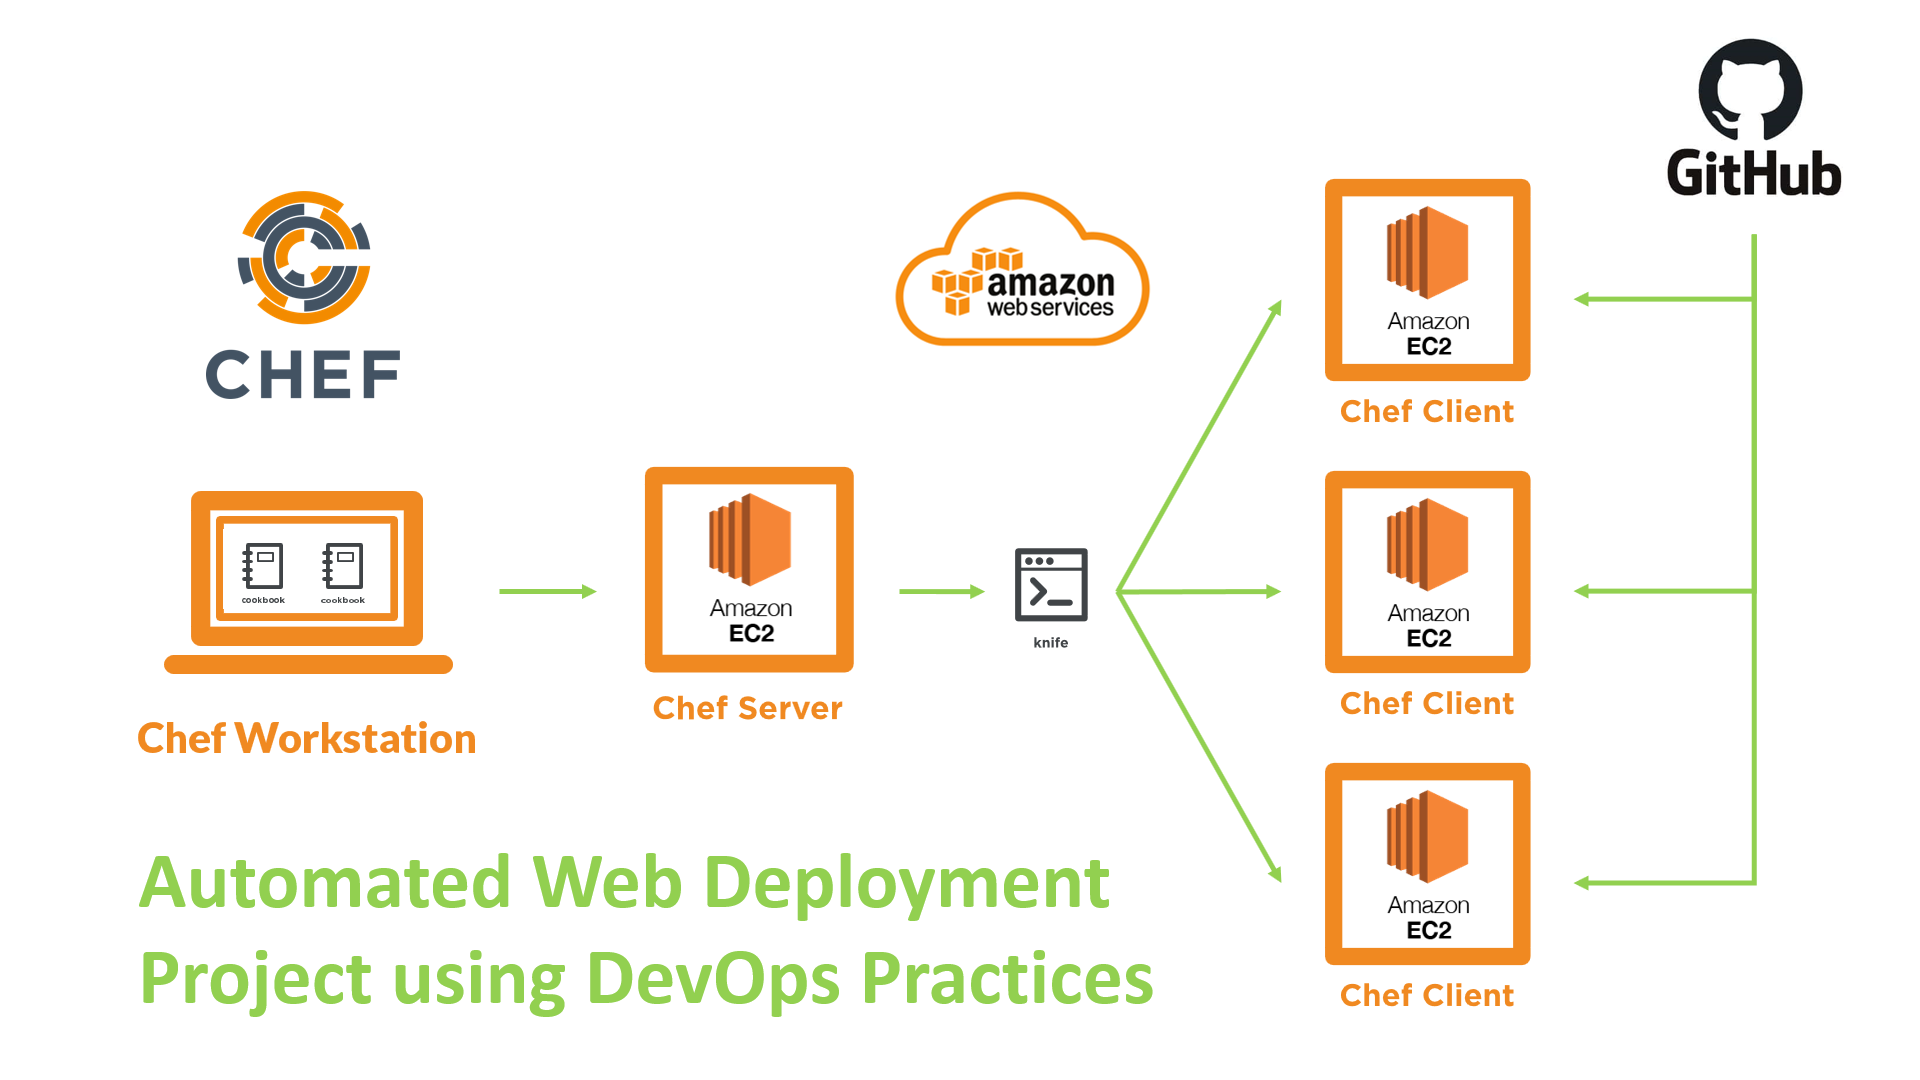 GitHub
CHEF
amazon
web services
Amazon
EC2
Chef Client
cookbook
cookbook
Chef Workstation
Amazon
EC2
Chef Server
knife
Amazon
EC2
Chef Client
Amazon
EC2
Chef Client
Automated Web Deployment
Project using DevOps Practices